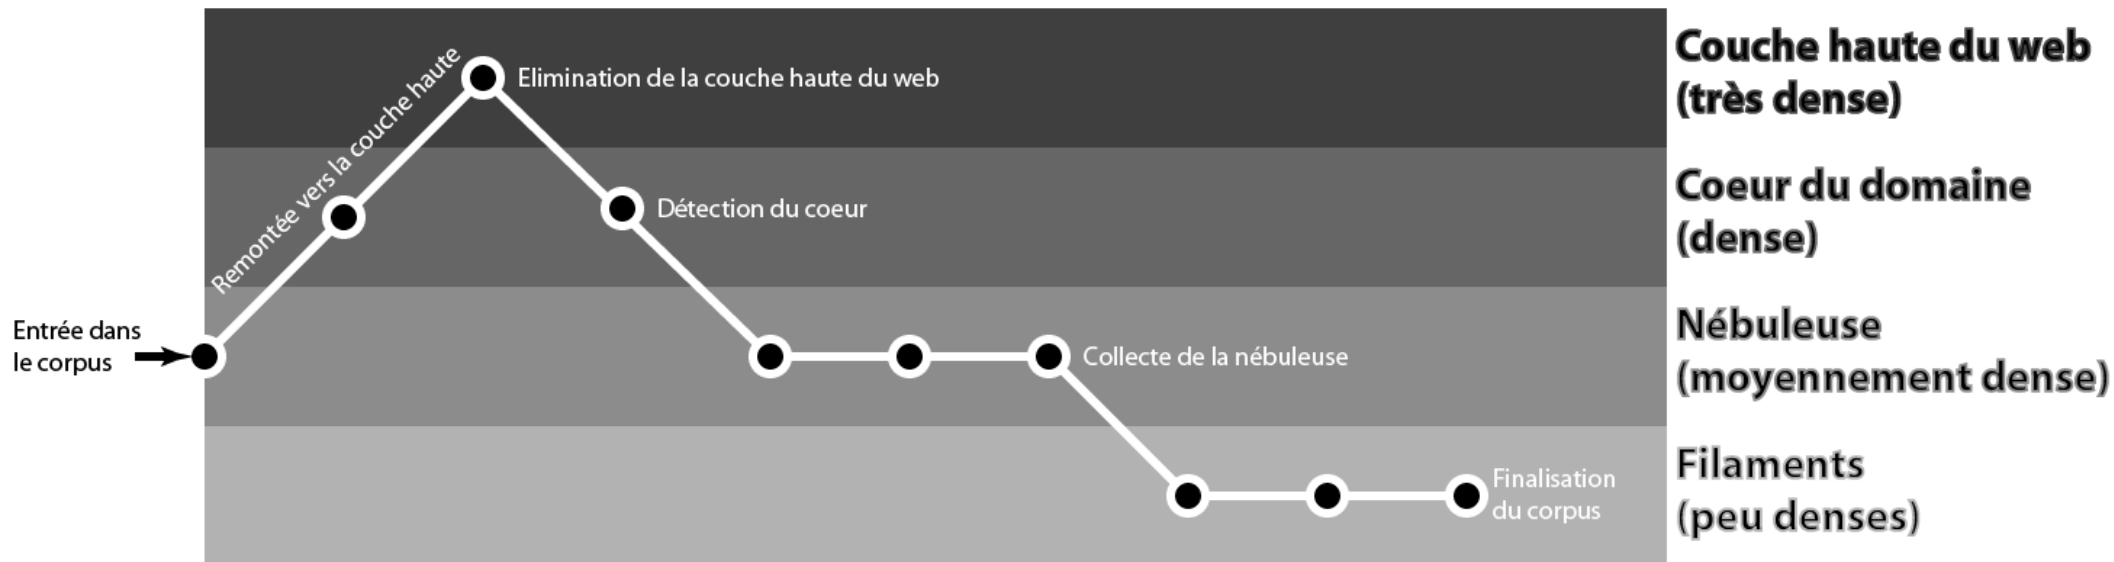 Couche haute du web
(très dense)
Remontée vers la couche haute
Elimination de la couche haute du web
Coeur du domaine
(dense)
Détection du coeur
Entrée dans
le corpus
Nébuleuse
(moyennement dense)
Collecte de la nébuleuse
Filaments
(peu denses)
Finalisation
du corpus